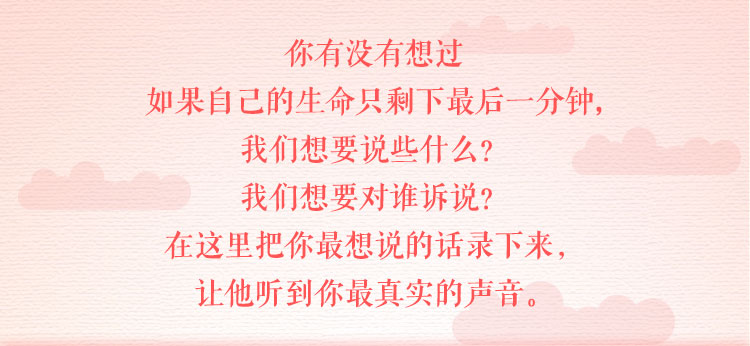 你有没有想过
如果自己的生命只剩下最后一分钟，
我们想要说些什么？
我们想要对谁诉说？
在这里把你最想说的话录下来，
让他听到你最真实的声音。